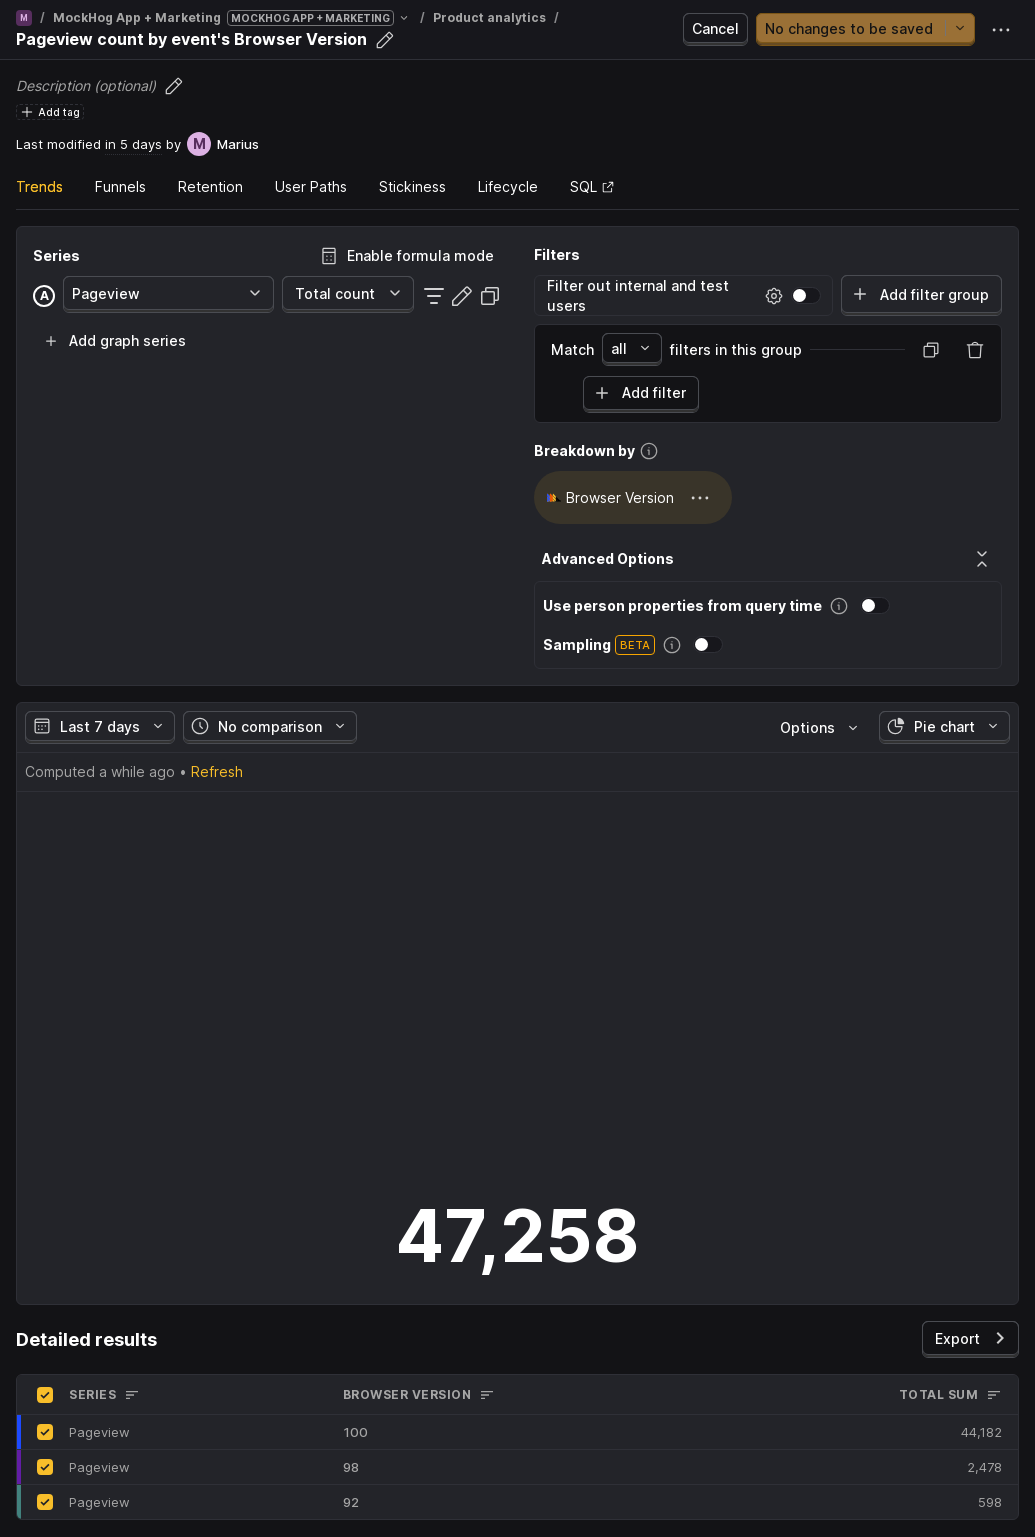 M / MockHog App + Marketing MOCKHOG APP + MARKETING / Product analytics /
Pageview count by event's Browser Version
Cancel
No changes to be saved
Description (optional)
Add tag
Last modified in 5 days by M Marius
Trends Funnels Retention User Paths Stickiness Lifecycle SQL
Series
Enable formula mode
A Pageview Total count
Add graph series
Filters
Filter out internal and test
users
Add filter group
Match all filters in this group
Add filter
Breakdown by
Browser Version
Advanced Options
Use person properties from query time
Sampling BETA
Last 7 days No comparison Options Pie chart
Computed a while ago • Refresh
47,258
Detailed results
Export
SERIES BROWSER VERSION TOTAL SUM
Pageview 100 44,182
Pageview 98 2,478
Pageview 92 598